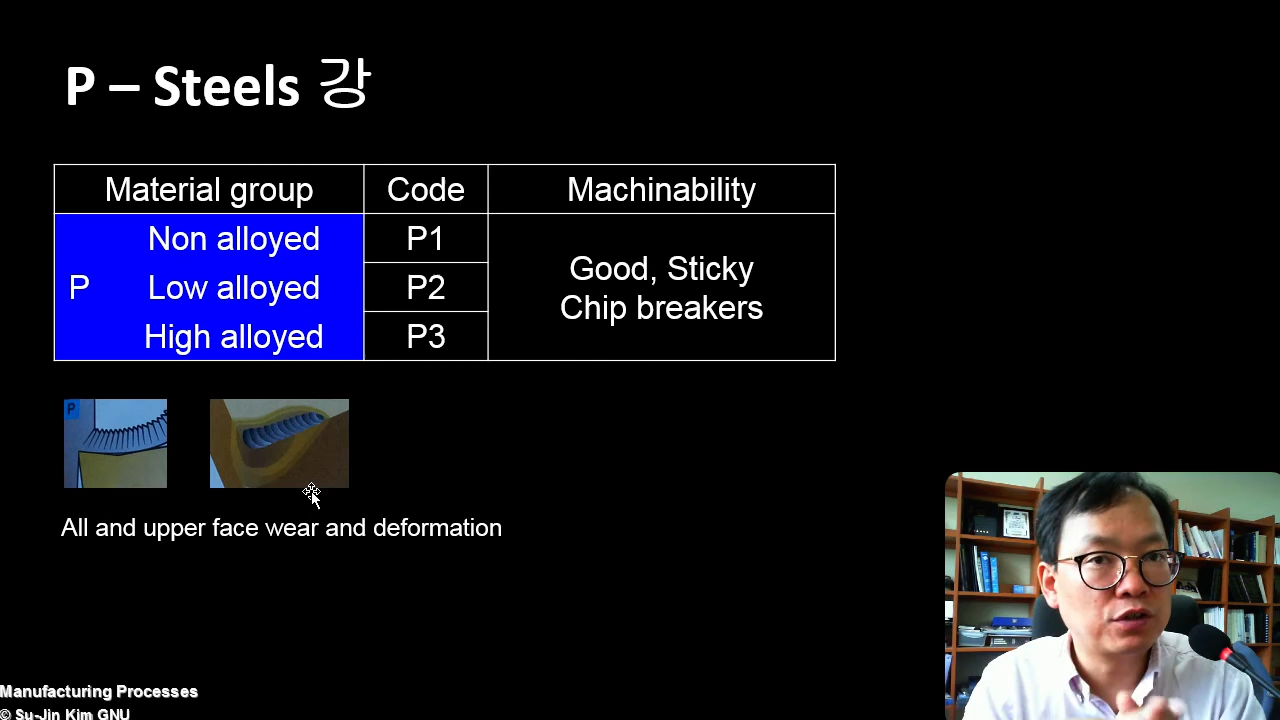 P – Steels 강
Material group Code Machinability
Non alloyed P1
P Low alloyed P2
High alloyed P3
Good, Sticky
Chip breakers
P
All and upper face wear and deformation
Manufacturing Processes
© Su-Jin Kim GNU